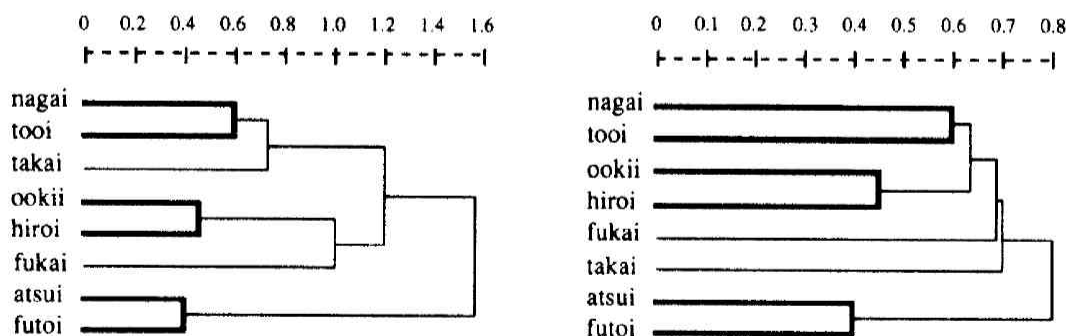 0 0.2 0.4 0.6 0.8 1.0 1.2 1.4 1.6
nagai
tooi
takai
ookii
hiroi
fukai
atsui
futoi
0 0.1 0.2 0.3 0.4 0.5 0.6 0.7 0.8
nagai
tooi
ookii
hiroi
fukai
takai
atsui
futoi